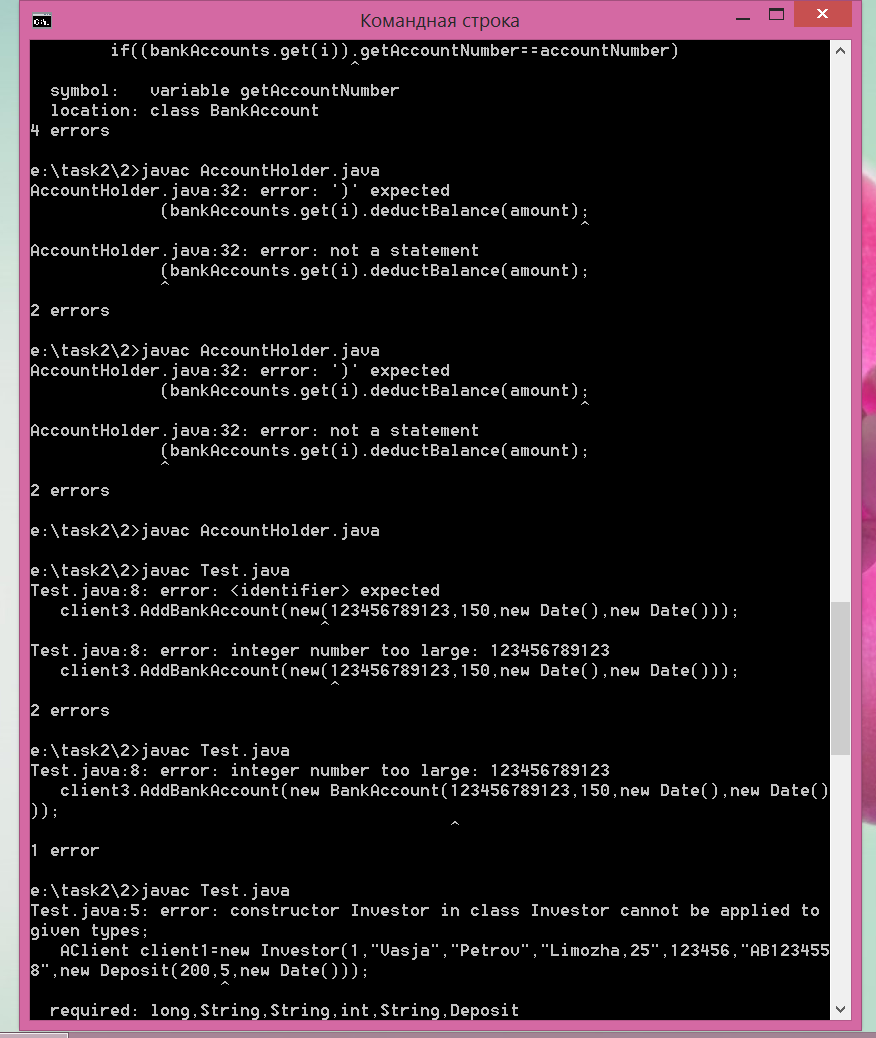 Командная строка
if((bankAccounts.get(i)).getAccountNumber==accountNumber)
^
symbol:   variable getAccountNumber
location: class BankAccount
4 errors
e:\task2\2>javac AccountHolder.java
AccountHolder.java:32: error: ')' expected
(bankAccounts.get(i).deductBalance(amount);
^
AccountHolder.java:32: error: not a statement
(bankAccounts.get(i).deductBalance(amount);
^
2 errors
e:\task2\2>javac AccountHolder.java
AccountHolder.java:32: error: ')' expected
(bankAccounts.get(i).deductBalance(amount);
^
AccountHolder.java:32: error: not a statement
(bankAccounts.get(i).deductBalance(amount);
^
2 errors
e:\task2\2>javac AccountHolder.java
e:\task2\2>javac Test.java
Test.java:8: error: <identifier> expected
client3.AddBankAccount(new(123456789123,150,new Date(),new Date()));
^
Test.java:8: error: integer number too large: 123456789123
client3.AddBankAccount(new(123456789123,150,new Date(),new Date()));
^
2 errors
e:\task2\2>javac Test.java
Test.java:8: error: integer number too large: 123456789123
client3.AddBankAccount(new BankAccount(123456789123,150,new Date(),new Date()
));
^
1 error
e:\task2\2>javac Test.java
Test.java:5: error: constructor Investor in class Investor cannot be applied to
given types;
AClient client1=new Investor(1,"Vasja","Petrov","Limozha,25",123456,"AB123455
8",new Deposit(200,5,new Date()));
^
required: long,String,String,int,String,Deposit